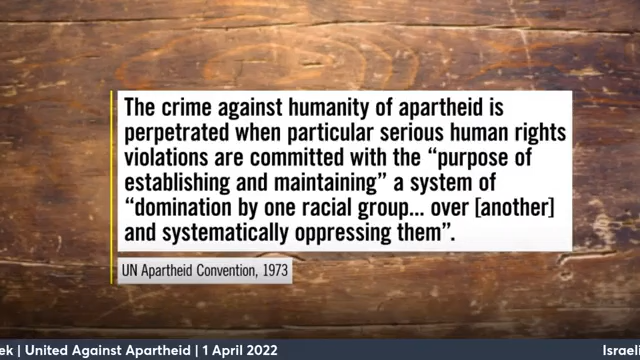 The crime against humanity of apartheid is
perpetrated when particular serious human rights
violations are committed with the “purpose of
establishing and maintaining” a system of
“domination by one racial group... over [another]
and systematically oppressing them”.
UN Apartheid Convention, 1973
ek | United Against Apartheid | 1 April 2022 Israeli